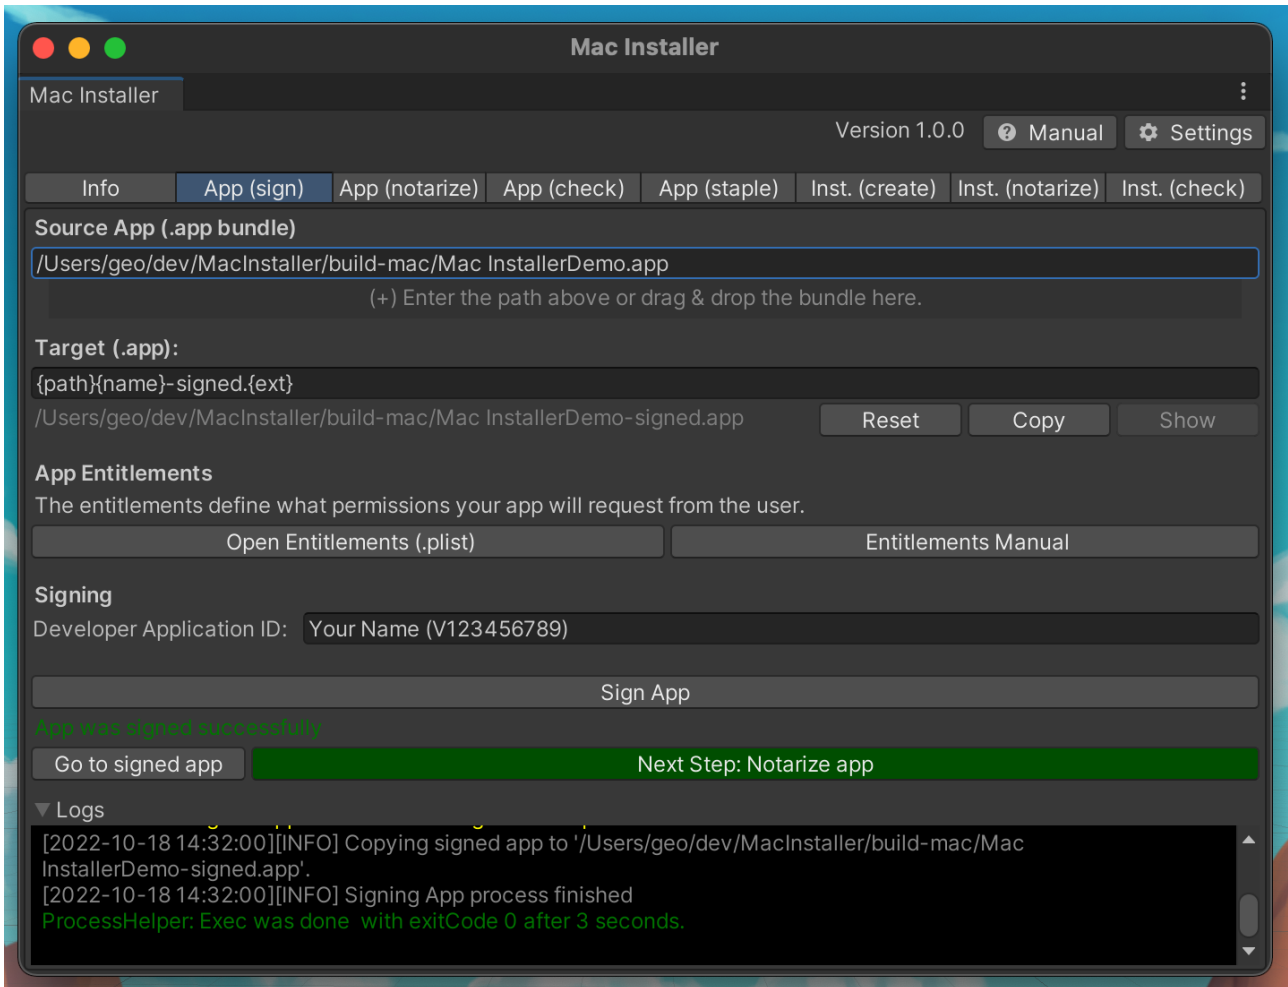 Mac Installer
Mac Installer
Version 1.0.0 Manual Settings
Info App (sign) App (notarize) App (check) App (staple) Inst. (create) Inst. (notarize) Inst. (check)
Source App (.app bundle)
/Users/geo/dev/MacInstaller/build-mac/Mac InstallerDemo.app
(+) Enter the path above or drag & drop the bundle here.
Target (.app):
{path}{name}-signed.{ext}
/Users/geo/dev/MacInstaller/build-mac/Mac InstallerDemo-signed.app Reset Copy Show
App Entitlements
The entitlements define what permissions your app will request from the user.
Open Entitlements (.plist) Entitlements Manual
Signing
Developer Application ID: Your Name (V123456789)
Sign App
App was signed successfully
Go to signed app Next Step: Notarize app
Logs
[2022-10-18 14:32:00][INFO] Copying signed app to '/Users/geo/dev/MacInstaller/build-mac/Mac
InstallerDemo-signed.app'.
[2022-10-18 14:32:00][INFO] Signing App process finished
ProcessHelper: Exec was done  with exitCode 0 after 3 seconds.